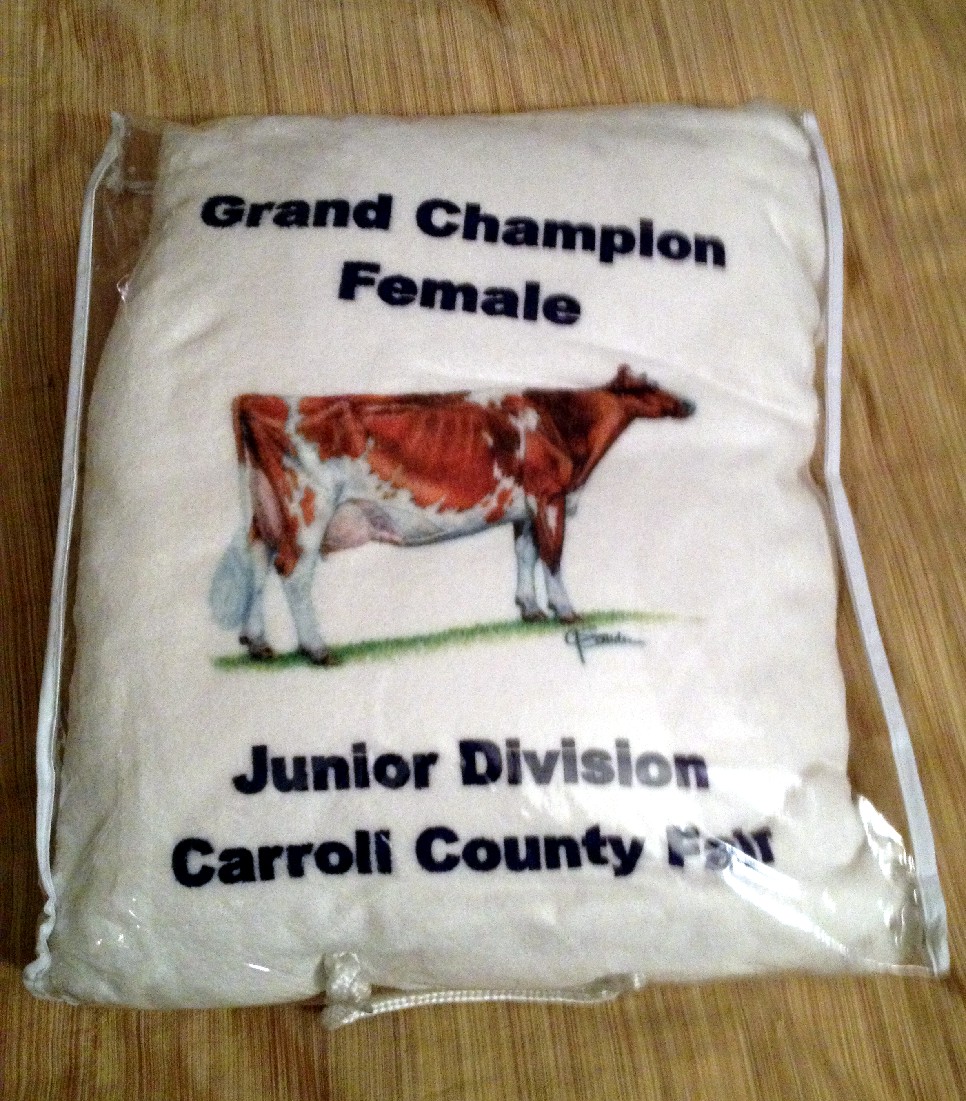 Grand Champion
Female
Junior Division
Carroll County Fair